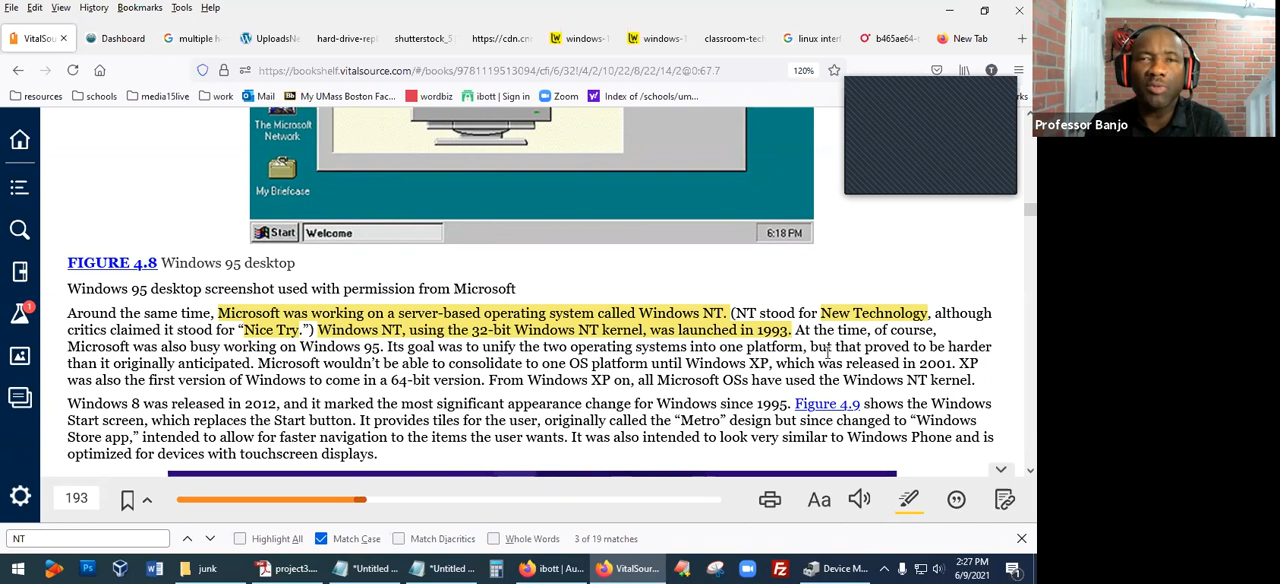 File Edit View History Bookmarks Tools Help
VitalSou Dashboard multiple h UploadsNe hard-drive-rep shutterstock_5 https://cdn.cn windows-1 windows-1 classroom-tec linux interf b465ae64- New Tab
https://bookshelf.vitalsource.com/#/books/9781119513094/cfi/6/32!/4/2/10/22/8/22/14/2@0:67.7 120%
resources schools media15live work Mail My UMass Boston Fac... wordbiz ibott | Sign in Zoom Index of /schools/um...
Professor Banjo
The Microsoft
Network
My Briefcase
Start Welcome 6:18 PM
FIGURE 4.8 Windows 95 desktop
Windows 95 desktop screenshot used with permission from Microsoft
Around the same time, Microsoft was working on a server-based operating system called Windows NT. (NT stood for New Technology, although
critics claimed it stood for “Nice Try.”) Windows NT, using the 32-bit Windows NT kernel, was launched in 1993. At the time, of course,
Microsoft was also busy working on Windows 95. Its goal was to unify the two operating systems into one platform, but that proved to be harder
than it originally anticipated. Microsoft wouldn’t be able to consolidate to one OS platform until Windows XP, which was released in 2001. XP
was also the first version of Windows to come in a 64-bit version. From Windows XP on, all Microsoft OSs have used the Windows NT kernel.
Windows 8 was released in 2012, and it marked the most significant appearance change for Windows since 1995. Figure 4.9 shows the Windows
Start screen, which replaces the Start button. It provides tiles for the user, originally called the “Metro” design but since changed to “Windows
Store app,” intended to allow for faster navigation to the items the user wants. It was also intended to look very similar to Windows Phone and is
optimized for devices with touchscreen displays.
193 Aa
NT Highlight All Match Case Match Diacritics Whole Words 3 of 19 matches
junk project3.... *Untitled ... *Untitled ... ibott | Au... VitalSour... Device M... 2:27 PM
6/9/2021